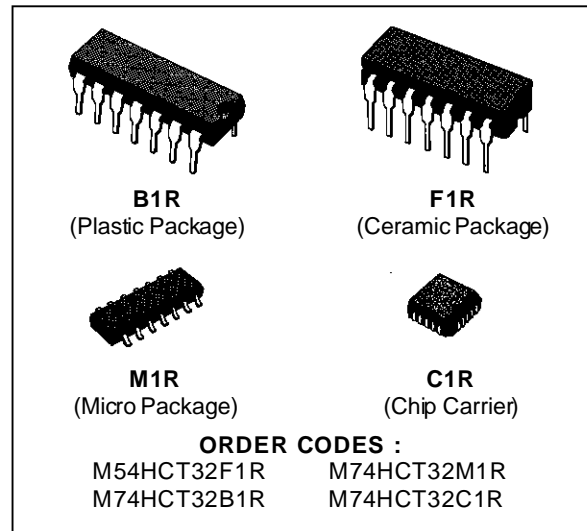 B1R
(Plastic Package)
F1R
(Ceramic Package)
M1R
(Micro Package)
C1R
(Chip Carrier)
ORDER CODES :
M54HCT32F1R M74HCT32M1R
M74HCT32B1R M74HCT32C1R